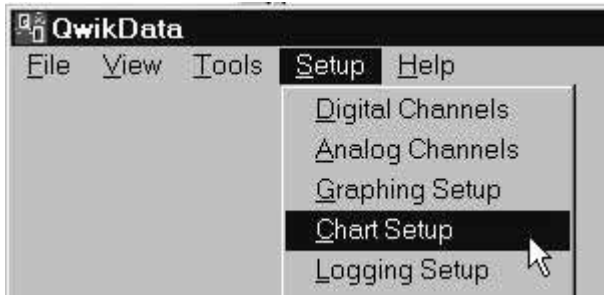 QwikData
File View Tools Setup Help
Digital Channels
Analog Channels
Graphing Setup
Chart Setup
Logging Setup